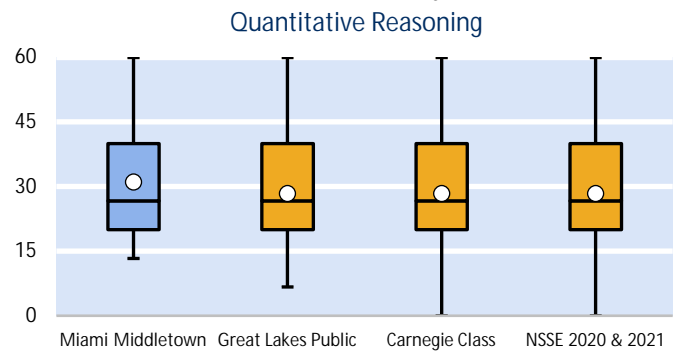 Quantitative Reasoning
60
45
30
15
0
Miami Middletown Great Lakes Public Carnegie Class NSSE 2020 & 2021